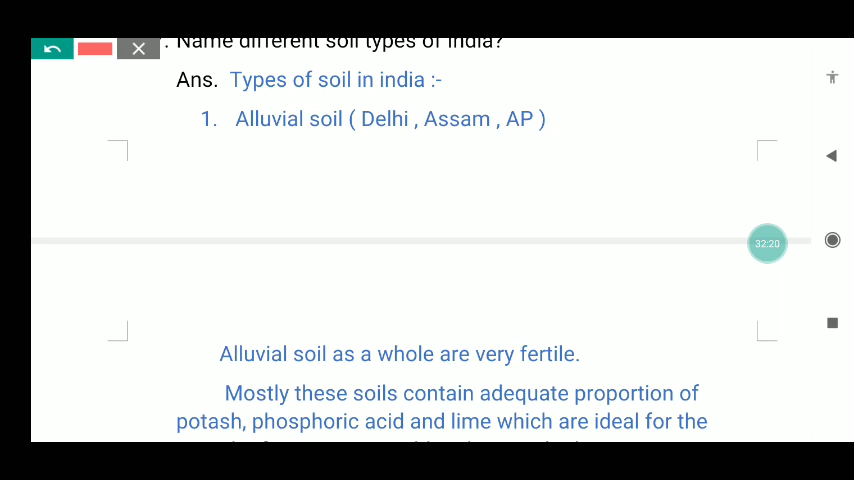 . Name different soil types of India?
Ans. Types of soil in india :-
1. Alluvial soil ( Delhi , Assam , AP )
32:20
Alluvial soil as a whole are very fertile.
Mostly these soils contain adequate proportion of
potash, phosphoric acid and lime which are ideal for the